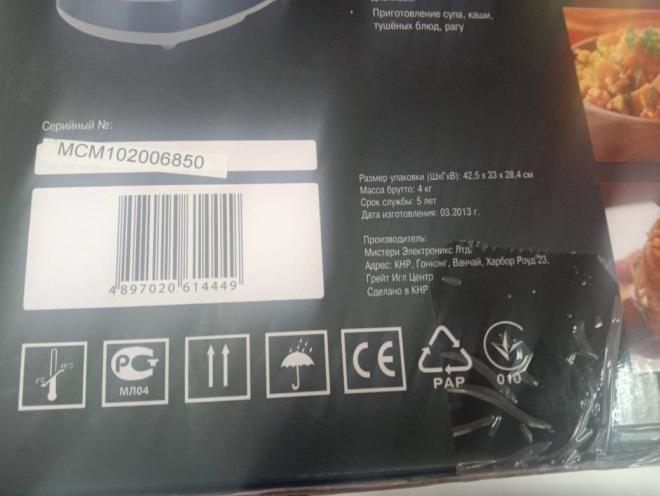 Приготовление супа, каши,
тушёных блюд, рагу
Серийный №:
MCM102006850
4 897020 614449
Размер упаковки (ШхГхВ): 42,5 x 33 x 28,4 см
Масса брутто: 4 кг
Срок службы: 5 лет
Дата изготовления: 03.2013 г.
Производитель:
Мистери Электроникс Лтд.
Адрес: КНР, Гонконг, Ванчай, Харбор Роуд 23,
Грейт Игл Центр
Сделано в КНР
МЛ04
CE
PAP
010